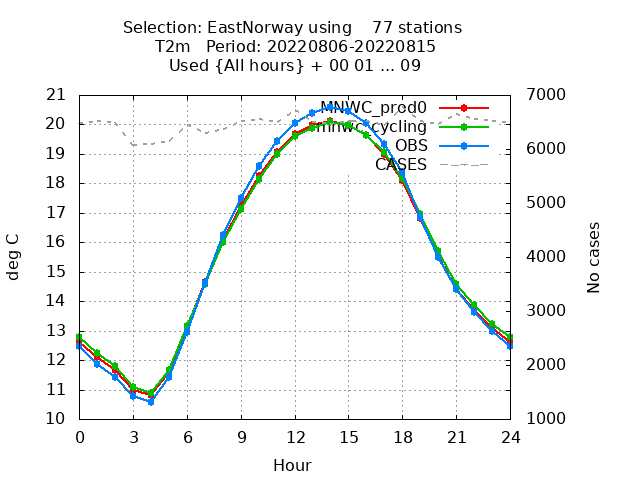 Selection: EastNorway using 77 stations
T2m Period: 20220806-20220815
Used {All hours} + 00 01 ... 09
MNWC_prod0
mnwc_cycling
OBS
CASES
21
20
19
18
17
16
15
14
13
12
11
10
deg C
7000
6000
5000
4000
3000
2000
1000
No cases
0 3 6 9 12 15 18 21 24
Hour